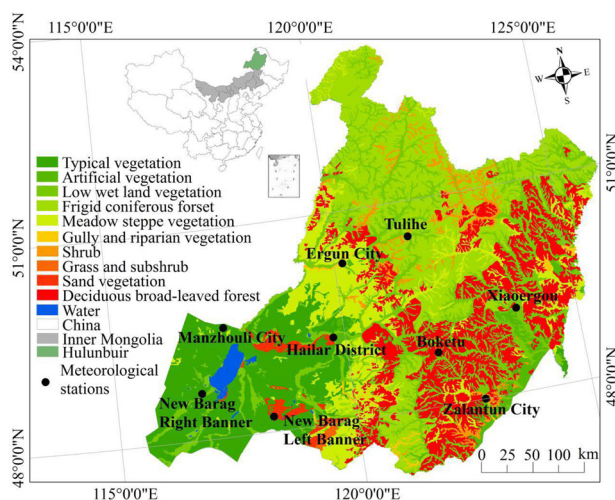 115°0'0"E
120°0'0"E
125°0'0"E
54°0'0"N
N
W
E
S
Typical vegetation
Artificial vegetation
Low wet land vegetation
Frigid coniferous forset
Meadow steppe vegetation
Gully and riparian vegetation
Shrub
Grass and subshrub
Sand vegetation
Deciduous broad-leaved forest
Water
China
Inner Mongolia
Hulunbuir
Meteorological
stations
51°0'0"N
51°0'0"N
Tulihe
Ergun City
Xiaoergou
Manzhouli City
Hailar District
Boketu
New Barag
Right Banner
New Barag
Left Banner
Zalantun City
48°0'0"N
48°0'0"N
0 50 100 km
115°0'0"E
120°0'0"E